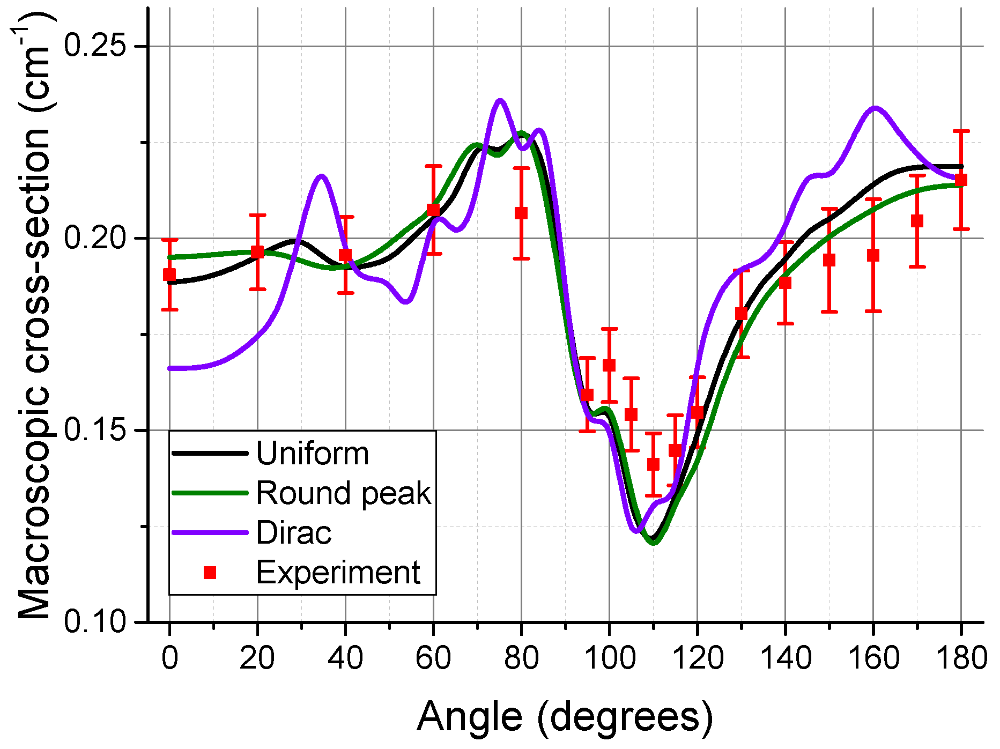 Macroscopic cross-section (cm⁻¹)
0.25
0.20
0.15
0.10
Uniform
Round peak
Dirac
Experiment
0 20 40 60 80 100 120 140 160 180
Angle (degrees)